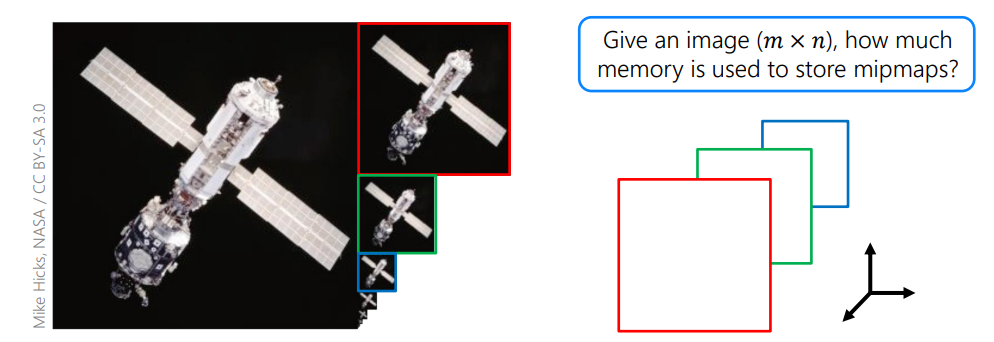 Mike Hicks, NASA / CC BY-SA 3.0
Give an image (𝒎 × 𝒏), how much
memory is used to store mipmaps?